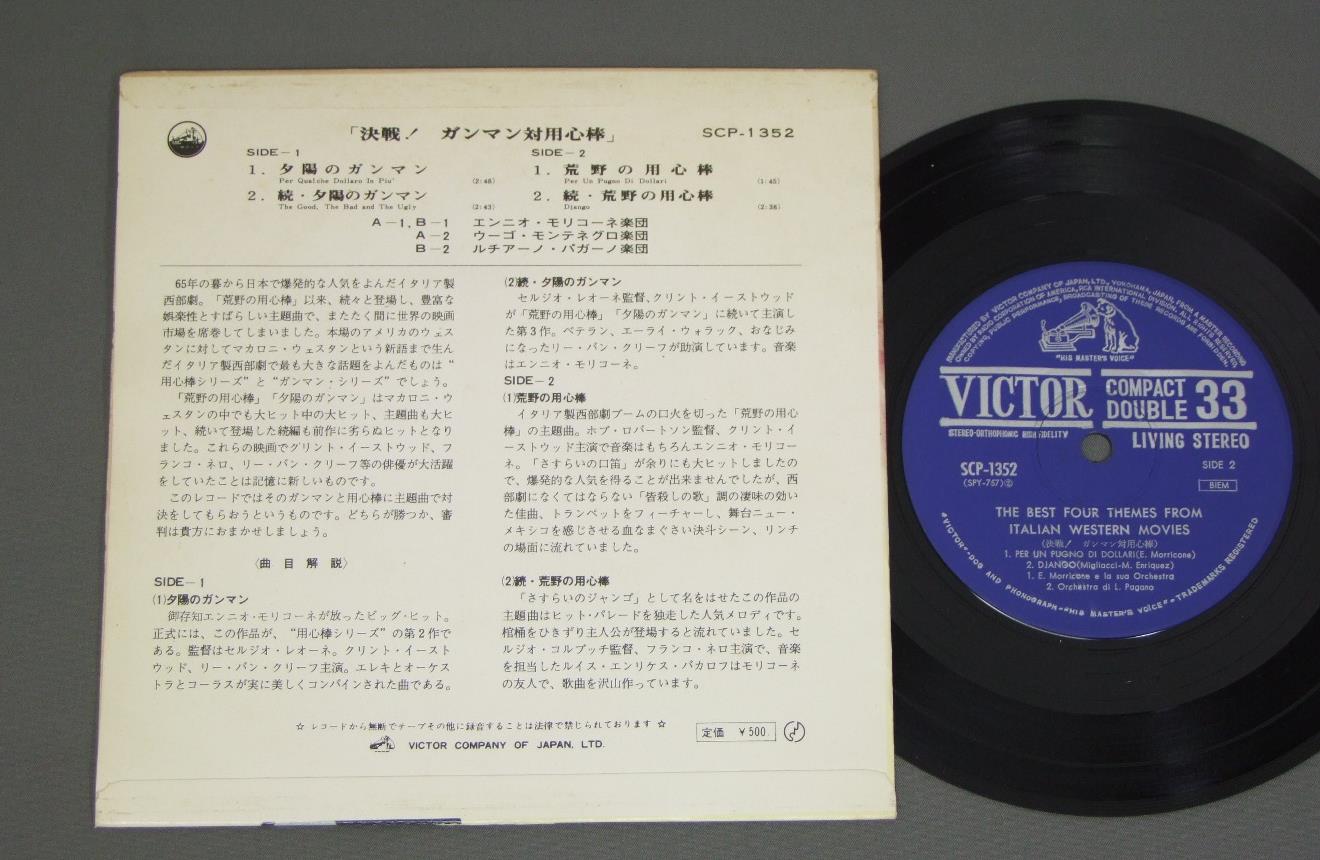 「決戦！　ガンマン対用心棒」
SCP-1352
SIDE－1
1．夕陽のガンマン
Per Qualche Dollaro In Piu' (2:48)
2．続・夕陽のガンマン
The Good, The Bad and The Ugly (2:43)
SIDE－2
1．荒野の用心棒
Per Un Pugno Di Dollari (1:45)
2．続・荒野の用心棒
Django (2:38)
A－1, B－1　エンニオ・モリコーネ楽団
A－2　ウーゴ・モンテネグロ楽団
B－2　ルチアーノ・パガーノ楽団
65年の暮から日本で爆発的な人気をよんだイタリア製
西部劇。「荒野の用心棒」以来、続々と登場し、豊富な
娯楽性とすばらしい主題曲で、またたく間に世界の映画
市場を席巻してしまいました。本場のアメリカのウェス
タンに対してマカロニ・ウェスタンという新語まで生ん
だイタリア製西部劇で最も大きな話題をよんだものは“
用心棒シリーズ”と“ガンマン・シリーズ”でしょう。
「荒野の用心棒」「夕陽のガンマン」はマカロニ・ウ
ェスタンの中でも大ヒット中の大ヒット、主題曲も大ヒ
ット、続いて登場した続編も前作に劣らぬヒットとなり
ました。これらの映画でクリント・イーストウッド、フ
ランコ・ネロ、リー・バン・クリーフ等の俳優が大活躍
をしていたことは記憶に新しいものです。
このレコードではそのガンマンと用心棒に主題曲で対
決をしてもらおうというものです。どちらが勝つか、審
判は貴方におまかせしましょう。
〈曲目解説〉
SIDE－1
(1)夕陽のガンマン
御存知エンニオ・モリコーネが放ったビッグ・ヒット。
正式には、この作品が、“用心棒シリーズ”の第2作で
ある。監督はセルジオ・レオーネ。クリント・イースト
ウッド、リー・バン・クリーフ主演。エレキとオーケス
トラとコーラスが実に美しくコンバインされた曲である。
(2)続・夕陽のガンマン
セルジオ・レオーネ監督、クリント・イーストウッド
が「荒野の用心棒」「夕陽のガンマン」に続いて主演し
た第3作。ベテラン、エーライ・ウォラック、おなじみ
になったリー・バン・クリーフが助演しています。音楽
はエンニオ・モリコーネ。
SIDE－2
(1)荒野の用心棒
イタリア製西部劇ブームの口火を切った「荒野の用心
棒」の主題曲。ボブ・ロバートソン監督、クリント・イ
ーストウッド主演で音楽はもちろんエンニオ・モリコー
ネ。「さすらいの口笛」が余りにも大ヒットしましたの
で、爆発的な人気を得ることが出来ませんでしたが、西
部劇になくてはならない「皆殺しの歌」調の凄味の効い
た佳曲、トランペットをフィーチャーし、舞台ニュー・
メキシコを感じさせる血なまぐさい決斗シーン、リンチ
の場面に流れていました。
(2)続・荒野の用心棒
「さすらいのジャンゴ」として名をはせたこの作品の
主題曲はヒット・パレードを独走した人気メロディです。
棺桶をひきずり主人公が登場すると流れていました。セ
ルジオ・コルブッチ監督、フランコ・ネロ主演で、音楽
を担当したルイス・エンリケス・バカロフはモリコーネ
の友人で、歌曲を沢山作っています。
☆ レコードから無断でテープその他に録音することは法律で禁じられております ☆
VICTOR COMPANY OF JAPAN, LTD.
定価　￥500
MANUFACTURED BY VICTOR COMPANY OF JAPAN, LTD., YOKOHAMA, JAPAN, FROM A MASTER RECORDING
OWNED BY RADIO CORPORATION OF AMERICA, RCA INTERNATIONAL DIVISION. ALL RIGHTS RESERVED.
COPYING, PUBLIC PERFORMANCE, BROADCASTING OF THESE RECORDS ARE FORBIDDEN.
"HIS MASTER'S VOICE"
VICTOR
COMPACT DOUBLE 33
STEREO-ORTHOPHONIC HIGH FIDELITY
LIVING STEREO
SCP-1352
(SPY-767)
SIDE 2
BIEM
THE BEST FOUR THEMES FROM
ITALIAN WESTERN MOVIES
(決戦！　ガンマン対用心棒)
1. PER UN PUGNO DI DOLLARI(E. Morricone)
2. DJANGO(Migliacci-M. Enriquez)
1. E. Morricone e la sua Orchestra
2. Orchestra di L. Pagano
"VICTOR"-DOG AND PHONOGRAPH-"HIS MASTER'S VOICE"-TRADEMARKS REGISTERED